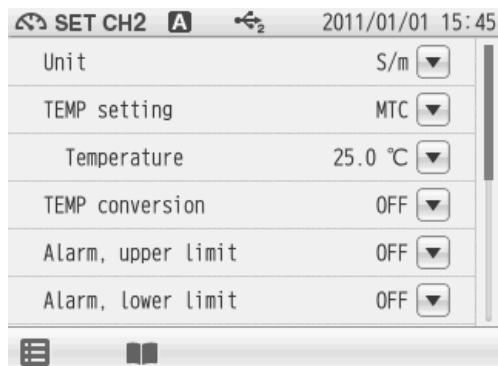 SET CH2 A 2 2011/01/01 15:45
Unit S/m
TEMP setting MTC
Temperature 25.0 ℃
TEMP conversion OFF
Alarm, upper limit OFF
Alarm, lower limit OFF